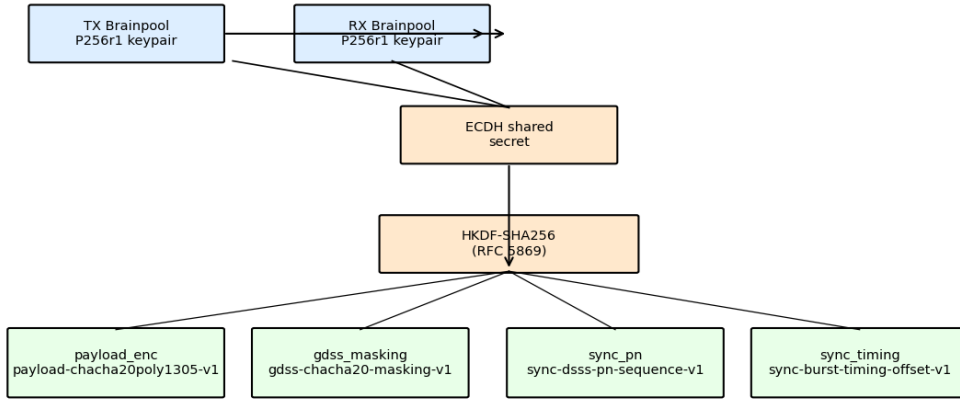 TX Brainpool
P256r1 keypair
RX Brainpool
P256r1 keypair
ECDH shared
secret
HKDF-SHA256
(RFC 5869)
payload_enc
payload-chacha20poly1305-v1
gdss_masking
gdss-chacha20-masking-v1
sync_pn
sync-dsss-pn-sequence-v1
sync_timing
sync-burst-timing-offset-v1